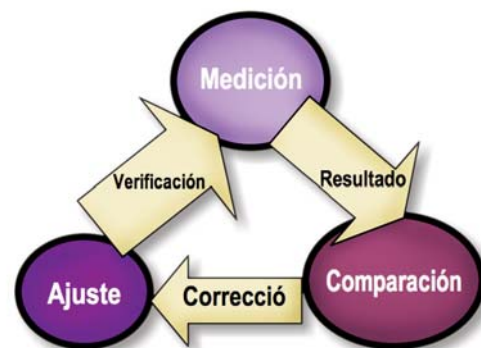 Medición
Verificación
Resultado
Ajuste
Correcció
Comparación